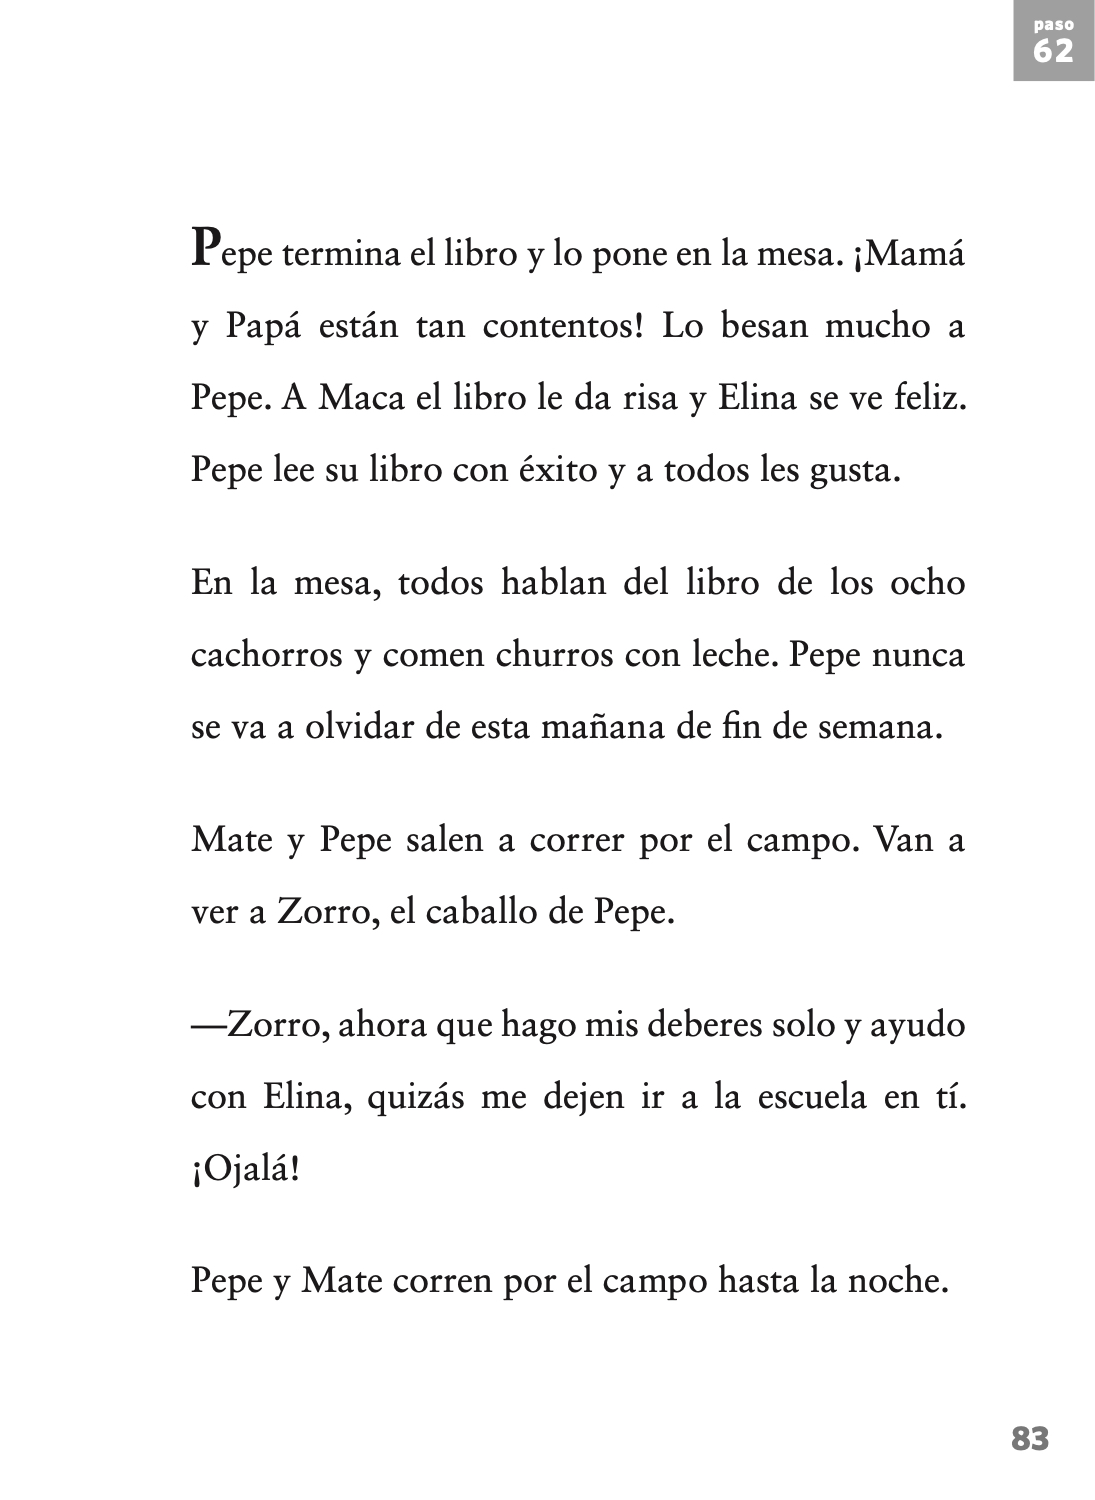 paso
62
Pepe termina el libro y lo pone en la mesa. ¡Mamá
y Papá están tan contentos! Lo besan mucho a
Pepe. A Maca el libro le da risa y Elina se ve feliz.
Pepe lee su libro con éxito y a todos les gusta.
En la mesa, todos hablan del libro de los ocho
cachorros y comen churros con leche. Pepe nunca
se va a olvidar de esta mañana de fin de semana.
Mate y Pepe salen a correr por el campo. Van a
ver a Zorro, el caballo de Pepe.
—Zorro, ahora que hago mis deberes solo y ayudo
con Elina, quizás me dejen ir a la escuela en tí.
¡Ojalá!
Pepe y Mate corren por el campo hasta la noche.
83